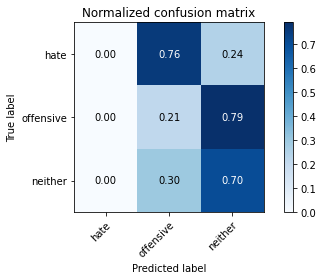 Normalized confusion matrix
hate 0.00 0.76 0.24
offensive 0.00 0.21 0.79
neither 0.00 0.30 0.70
hate offensive neither
True label
Predicted label
0.7
0.6
0.5
0.4
0.3
0.2
0.1
0.0